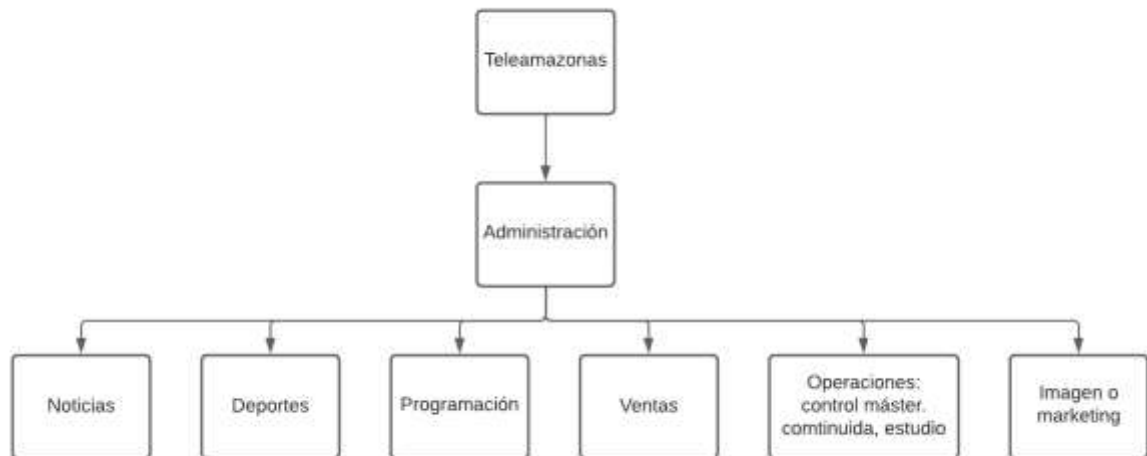 Teleamazonas
Administración
Noticias
Deportes
Programación
Ventas
Operaciones:
control máster.
comtinuida, estudio
Imagen o
marketing